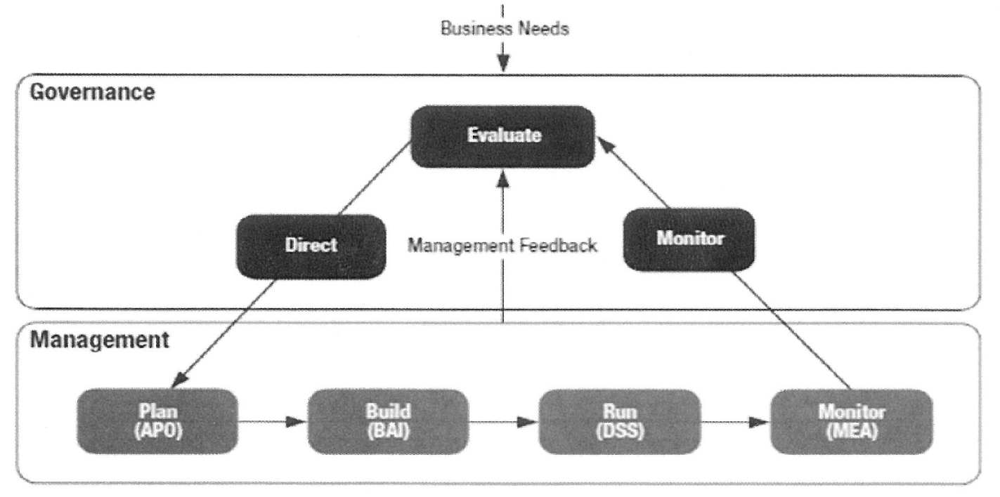 Business Needs
Governance
Evaluate
Direct
Management Feedback
Monitor
Management
Plan
(APO)
Build
(BAI)
Run
(DSS)
Monitor
(MEA)